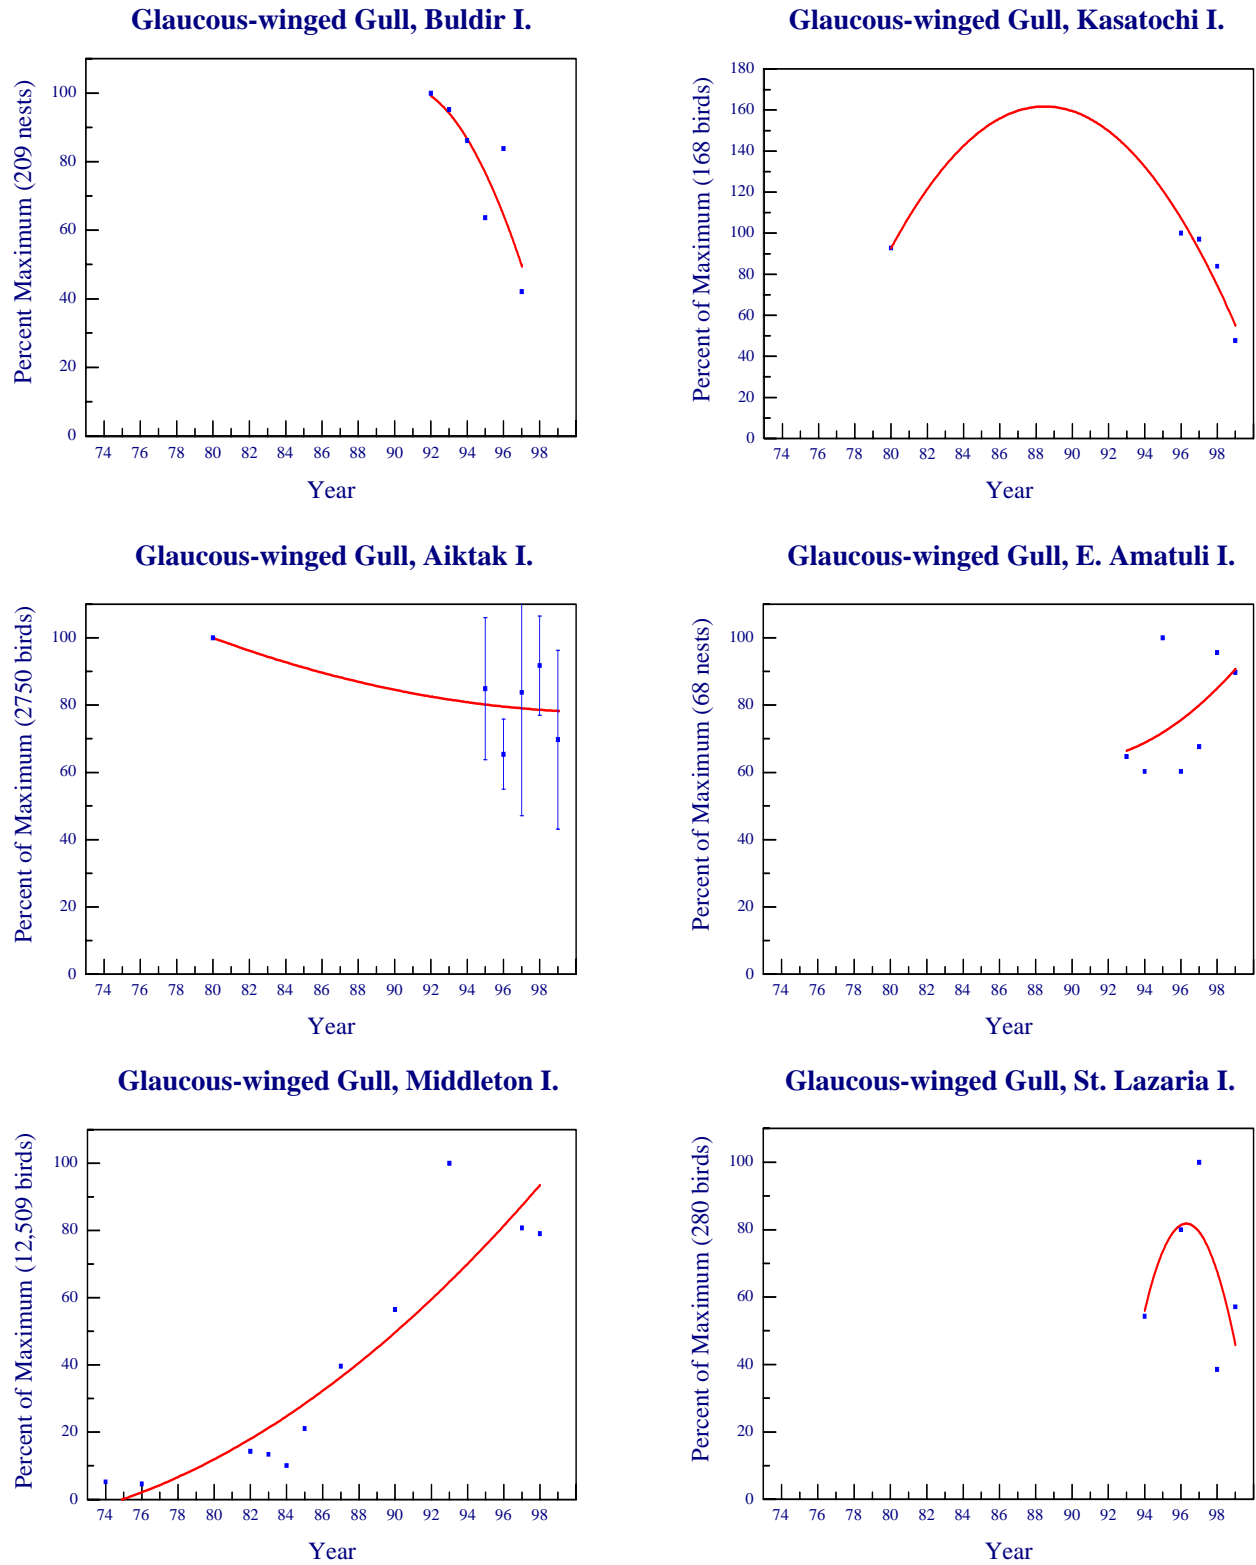 Glaucous-winged Gull, Buldir I.
Percent Maximum (209 nests)
100
80
60
40
20
0
74 76 78 80 82 84 86 88 90 92 94 96 98
Year
Glaucous-winged Gull, Kasatochi I.
Percent of Maximum (168 birds)
180
160
140
120
100
80
60
40
20
0
74 76 78 80 82 84 86 88 90 92 94 96 98
Year
Glaucous-winged Gull, Aiktak I.
Percent of Maximum (2750 birds)
100
80
60
40
20
0
74 76 78 80 82 84 86 88 90 92 94 96 98
Year
Glaucous-winged Gull, E. Amatuli I.
Percent of Maximum (68 nests)
100
80
60
40
20
0
74 76 78 80 82 84 86 88 90 92 94 96 98
Year
Glaucous-winged Gull, Middleton I.
Percent of Maximum (12,509 birds)
100
80
60
40
20
0
74 76 78 80 82 84 86 88 90 92 94 96 98
Year
Glaucous-winged Gull, St. Lazaria I.
Percent of Maximum (280 birds)
100
80
60
40
20
0
74 76 78 80 82 84 86 88 90 92 94 96 98
Year